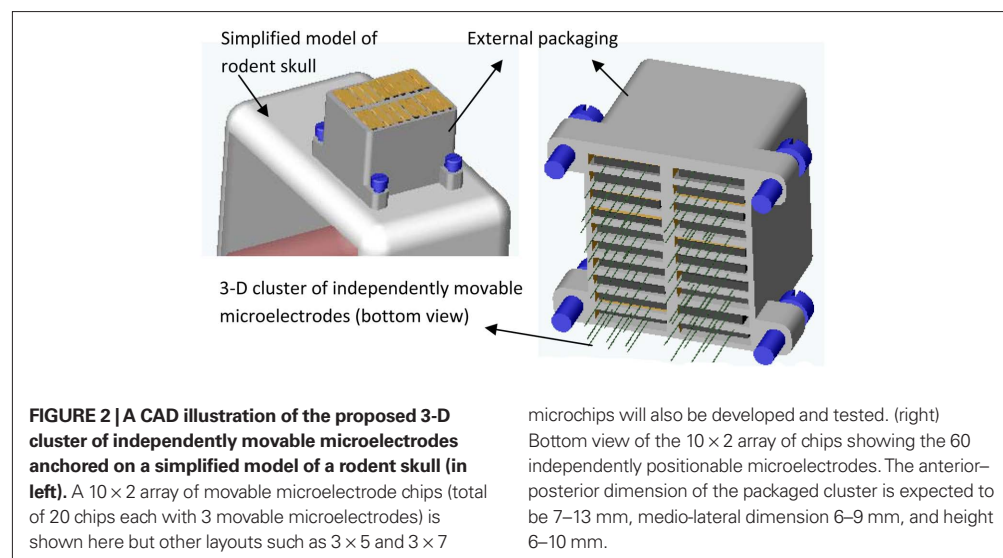 Simplified model of
rodent skull
External packaging
3-D cluster of independently movable
microelectrodes (bottom view)
FIGURE 2 | A CAD illustration of the proposed 3-D
cluster of independently movable microelectrodes
anchored on a simplified model of a rodent skull (in
left). A 10 × 2 array of movable microelectrode chips (total
of 20 chips each with 3 movable microelectrodes) is
shown here but other layouts such as 3 × 5 and 3 × 7
microchips will also be developed and tested. (right)
Bottom view of the 10 × 2 array of chips showing the 60
independently positionable microelectrodes. The anterior–
posterior dimension of the packaged cluster is expected to
be 7–13 mm, medio-lateral dimension 6–9 mm, and height
6–10 mm.